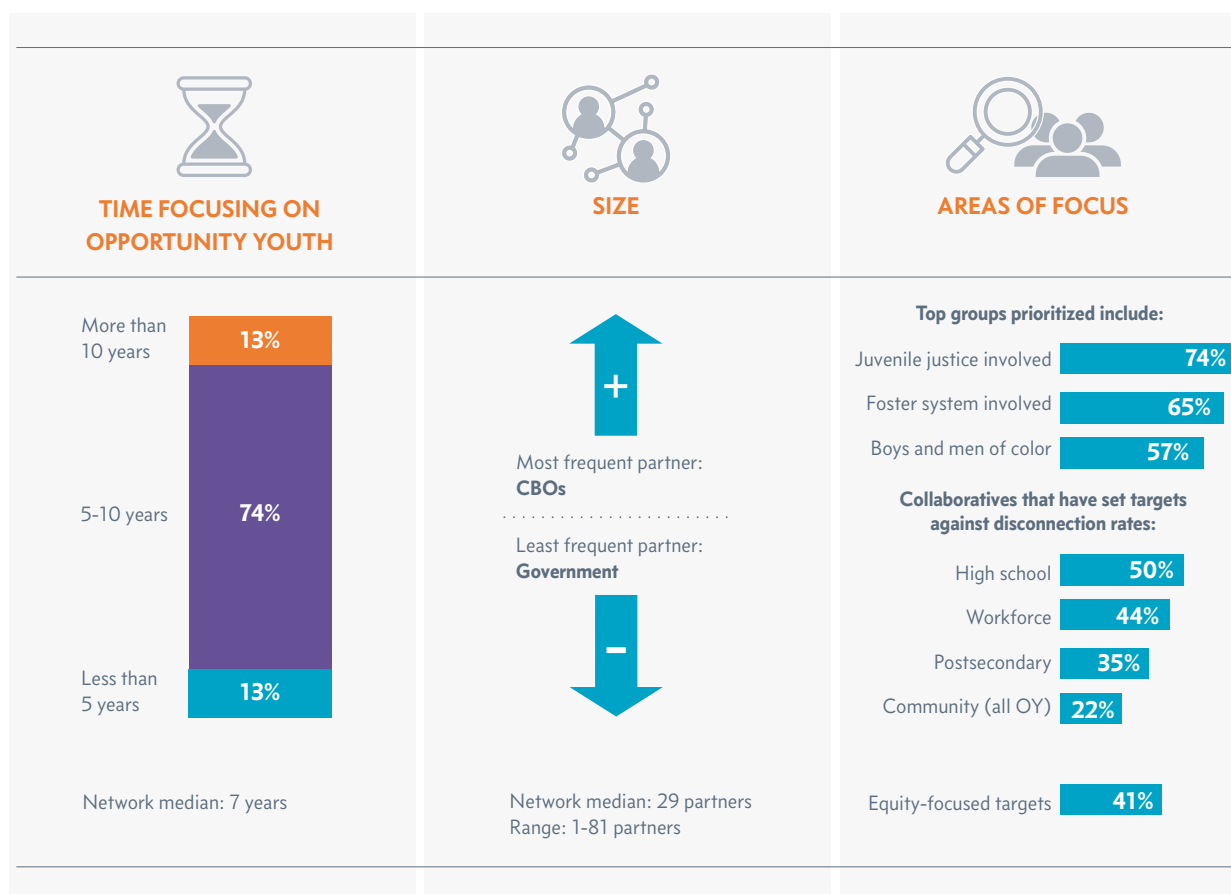 TIME FOCUSING ON
OPPORTUNITY YOUTH
More than
10 years
13%
5-10 years
74%
Less than
5 years
13%
Network median: 7 years
SIZE
+
Most frequent partner:
CBOs
Least frequent partner:
Government
–
Network median: 29 partners
Range: 1-81 partners
AREAS OF FOCUS
Top groups prioritized include:
Juvenile justice involved 74%
Foster system involved 65%
Boys and men of color 57%
Collaboratives that have set targets
against disconnection rates:
High school 50%
Workforce 44%
Postsecondary 35%
Community (all OY) 22%
Equity-focused targets 41%